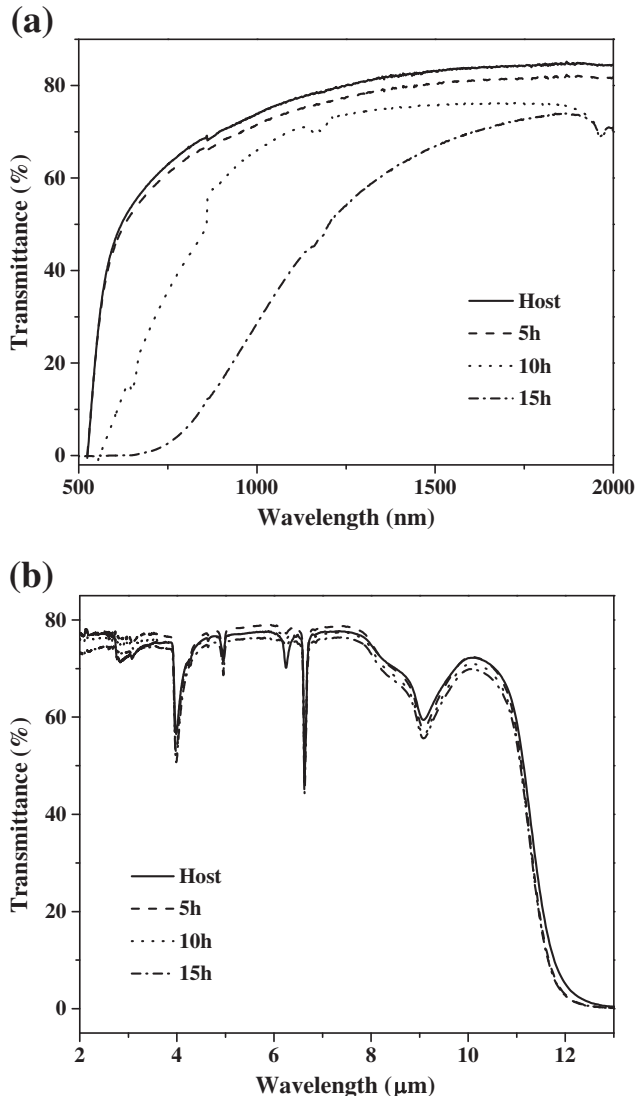 (a)
80
60
40
20
0
Transmittance (%)
Host
5h
10h
15h
500 1000 1500 2000
Wavelength (nm)
(b)
80
60
40
20
0
Transmittance (%)
Host
5h
10h
15h
2 4 6 8 10 12
Wavelength (μm)